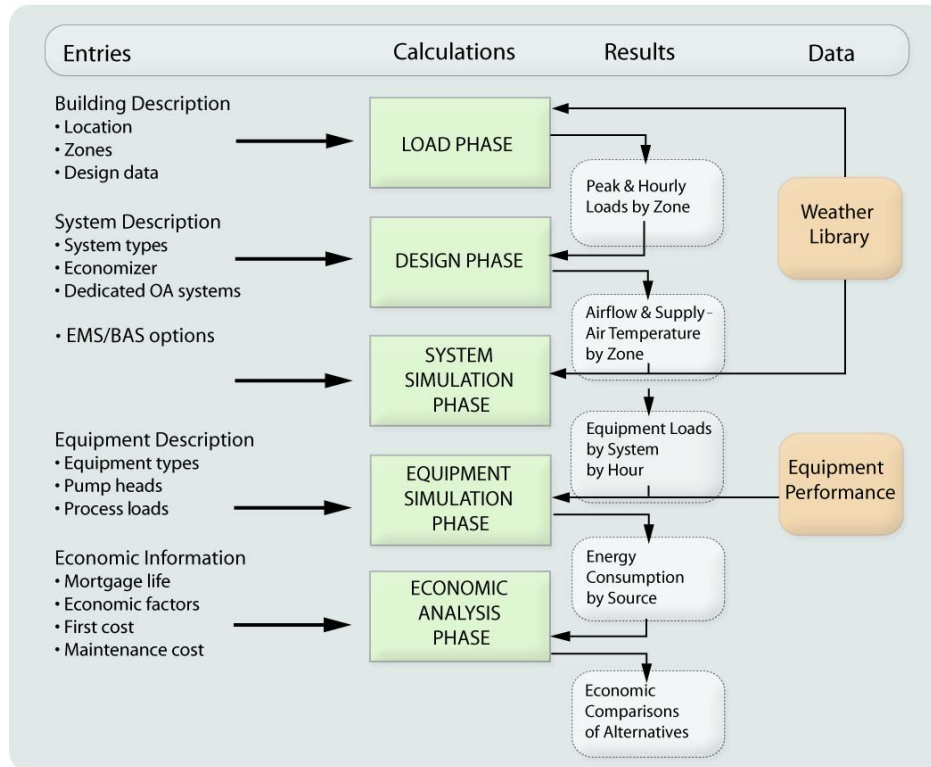 Entries
Calculations
Results
Data
Building Description
• Location
• Zones
• Design data
LOAD PHASE
Peak & Hourly
Loads by Zone
Weather
Library
System Description
• System types
• Economizer
• Dedicated OA systems
• EMS/BAS options
DESIGN PHASE
Airflow & Supply-
Air Temperature
by Zone
SYSTEM
SIMULATION
PHASE
Equipment Loads
by System
by Hour
Equipment Description
• Equipment types
• Pump heads
• Process loads
EQUIPMENT
SIMULATION
PHASE
Equipment
Performance
Energy
Consumption
by Source
Economic Information
• Mortgage life
• Economic factors
• First cost
• Maintenance cost
ECONOMIC
ANALYSIS
PHASE
Economic
Comparisons
of Alternatives